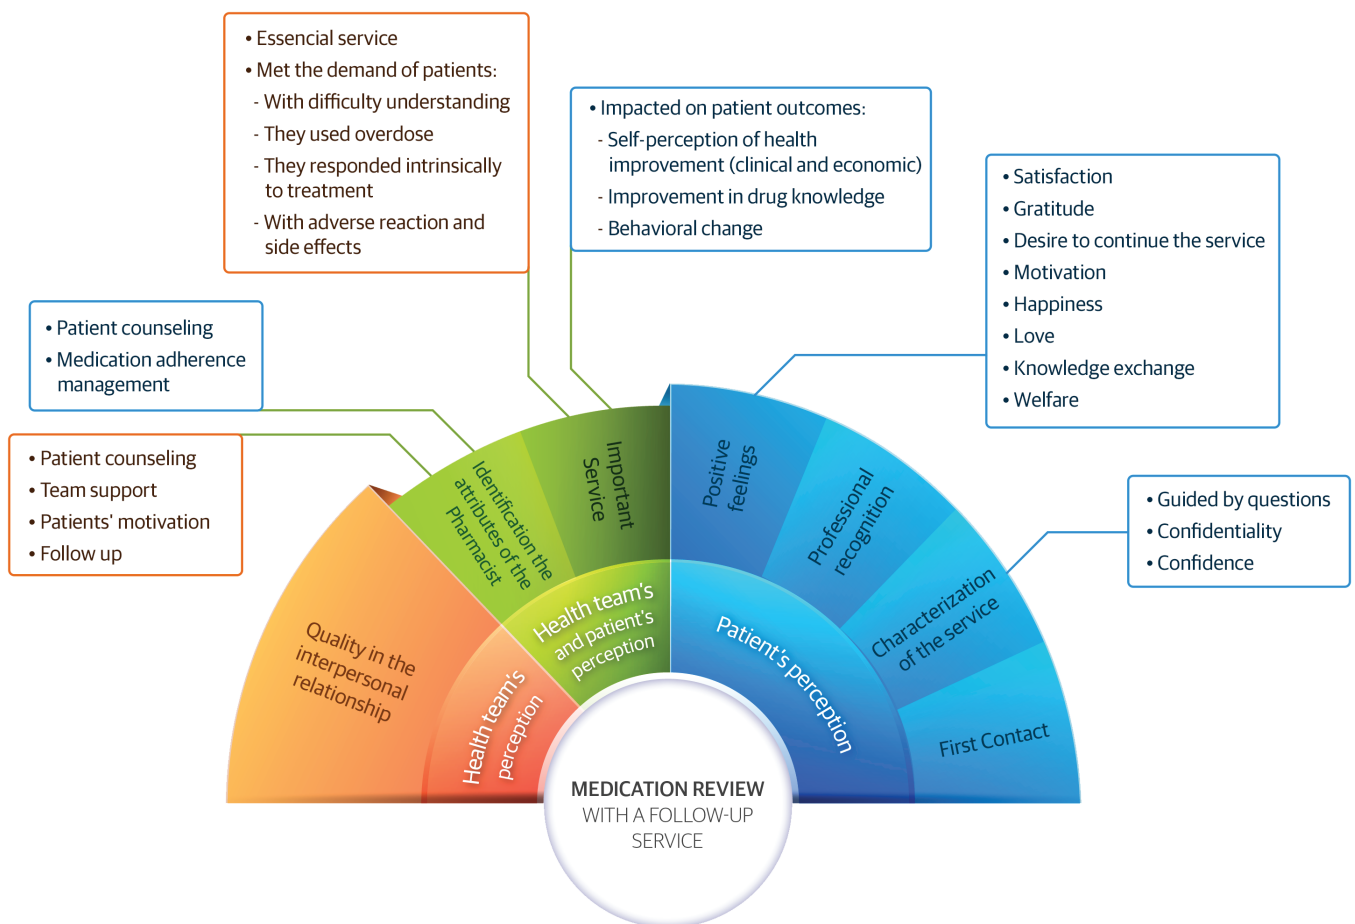 • Essencial service
• Met the demand of patients:
- With difficulty understanding
- They used overdose
- They responded intrinsically
to treatment
- With adverse reaction and
side effects
• Impacted on patient outcomes:
- Self-perception of health
improvement (clinical and economic)
- Improvement in drug knowledge
- Behavioral change
• Satisfaction
• Gratitude
• Desire to continue the service
• Motivation
• Happiness
• Love
• Knowledge exchange
• Welfare
• Patient counseling
• Medication adherence
management
• Patient counseling
• Team support
• Patients' motivation
• Follow up
• Guided by questions
• Confidentiality
• Confidence
Quality in the
interpersonal
relationship
Identification the
attributes of the
Pharmacist
Important
Service
Positive
feelings
Professional
recognition
Characterization
of the service
First Contact
Health team's
perception
Health team's
and patient's
perception
Patient's perception
MEDICATION REVIEW
WITH A FOLLOW-UP
SERVICE